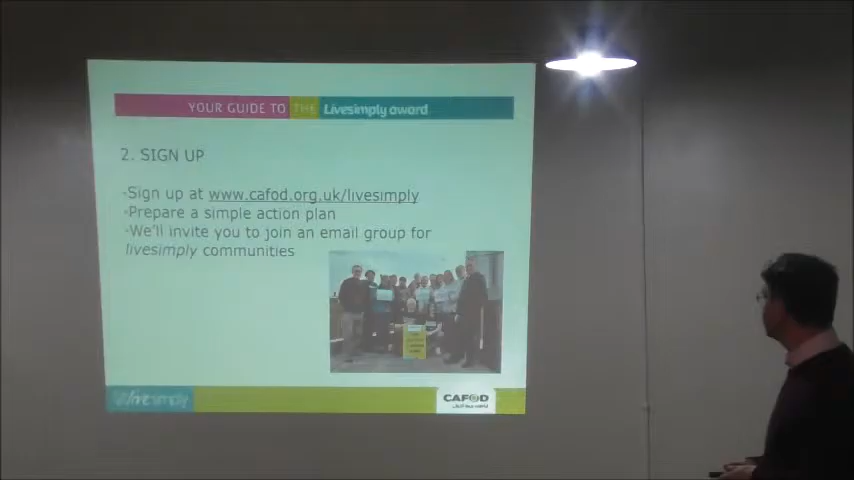 YOUR GUIDE TO THE Livesimply award
2. SIGN UP
-Sign up at www.cafod.org.uk/livesimply
-Prepare a simple action plan
-We'll invite you to join an email group for
livesimply communities
livesimply
CAFOD